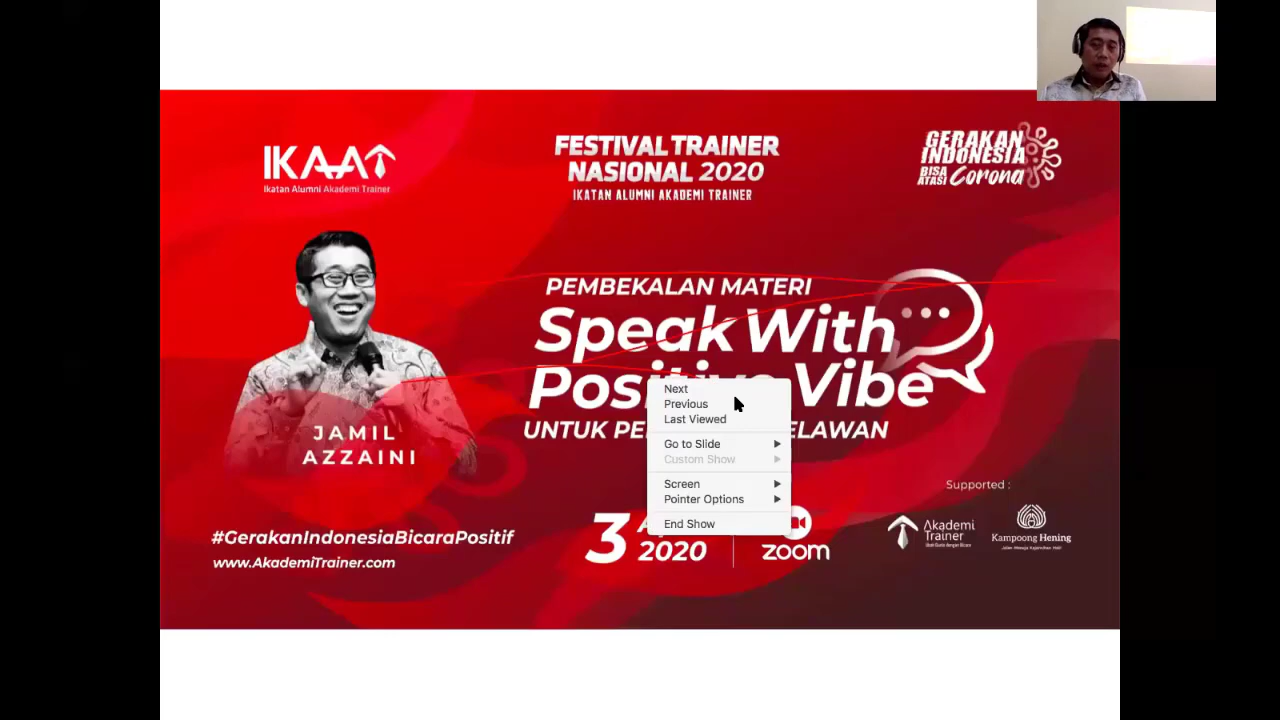 IKAAT
Ikatan Alumni Akademi Trainer
FESTIVAL TRAINER
NASIONAL 2020
IKATAN ALUMNI AKADEMI TRAINER
GERAKAN
INDONESIA
BISA
ATASI Corona
PEMBEKALAN MATERI
Speak With
Vibe
UNTUK
JAMIL
AZZAINI
Next
Previous
Last Viewed
Go to Slide
Custom Show
Screen
Pointer Options
End Show
#GerakanIndonesiaBicaraPositif
www.AkademiTrainer.com
3
2020
zoom
Supported :
Akademi
Trainer
Kampoong Hening